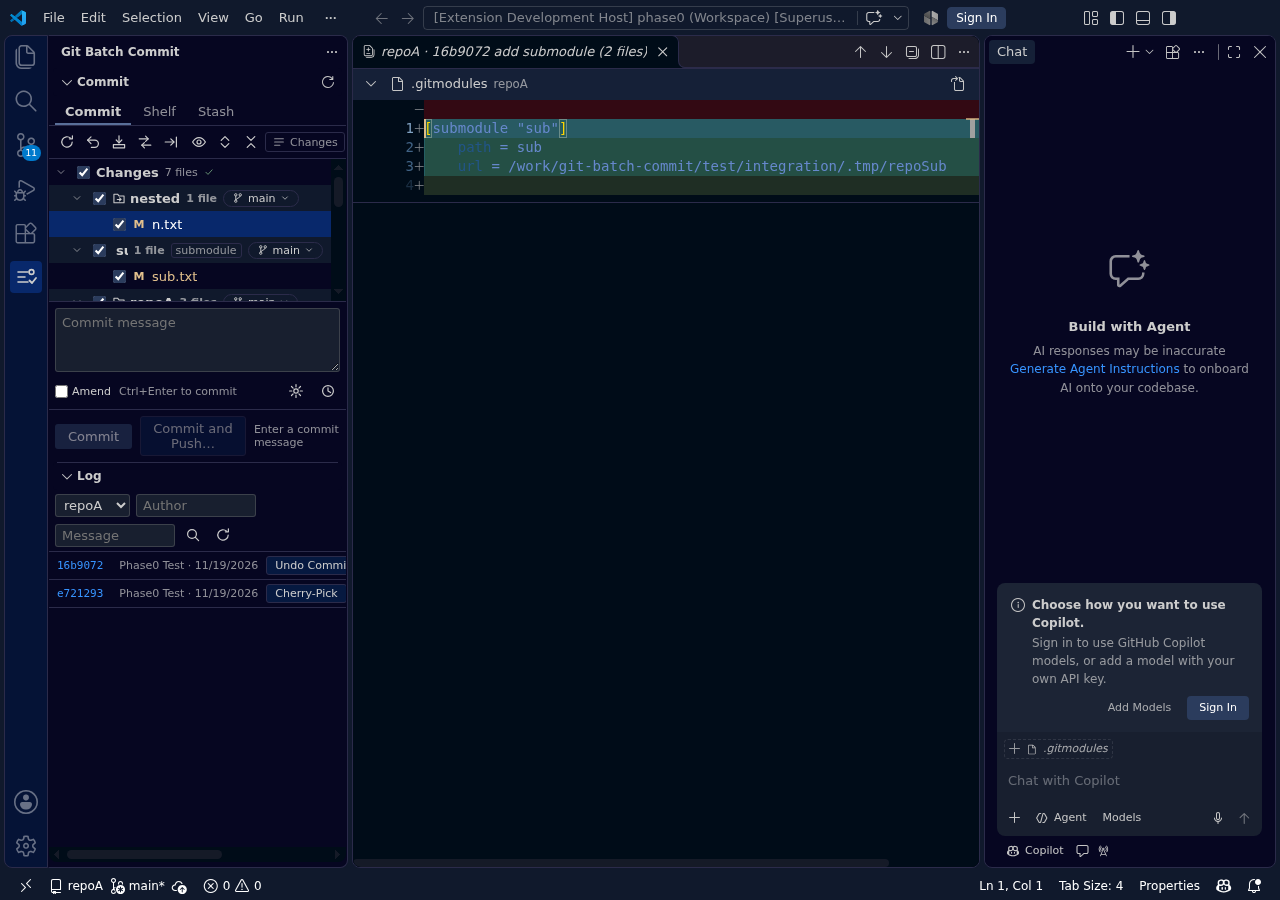 File Edit Selection View Go Run ···
[Extension Development Host] phase0 (Workspace) [Superus…
Sign In
Git Batch Commit
Commit
Commit Shelf Stash
Changes
Changes 7 files
nested 1 file main
M n.txt
1 file submodule main
M sub.txt
Commit message
Amend Ctrl+Enter to commit
Commit
Commit and Push…
Enter a commit message
Log
repoA
Author
Message
16b9072 Phase0 Test · 11/19/2026 Undo Commi
e721293 Phase0 Test · 11/19/2026 Cherry-Pick
11
repoA · 16b9072 add submodule (2 files)
.gitmodules repoA
1+[submodule "sub"]
2+ path = sub
3+ url = /work/git-batch-commit/test/integration/.tmp/repoSub
4+
Chat
Build with Agent
AI responses may be inaccurate
Generate Agent Instructions to onboard
AI onto your codebase.
Choose how you want to use
Copilot.
Sign in to use GitHub Copilot
models, or add a model with your
own API key.
Add Models Sign In
.gitmodules
Chat with Copilot
Agent Models
Copilot
repoA main* 0 0
Ln 1, Col 1 Tab Size: 4 Properties